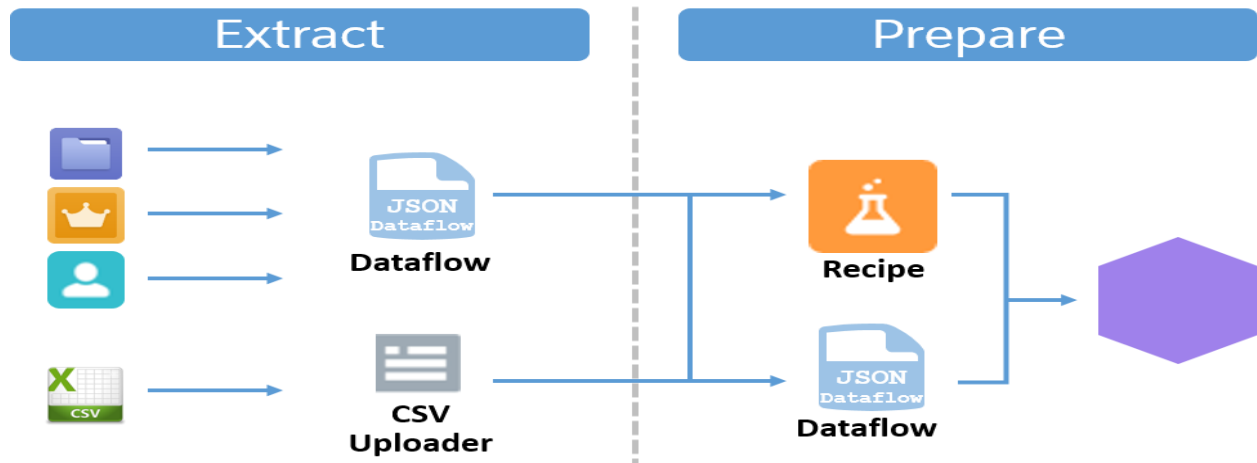 Extract
Prepare
JSON
Dataflow
Dataflow
Recipe
X
CSV
CSV
Uploader
JSON
Dataflow
Dataflow